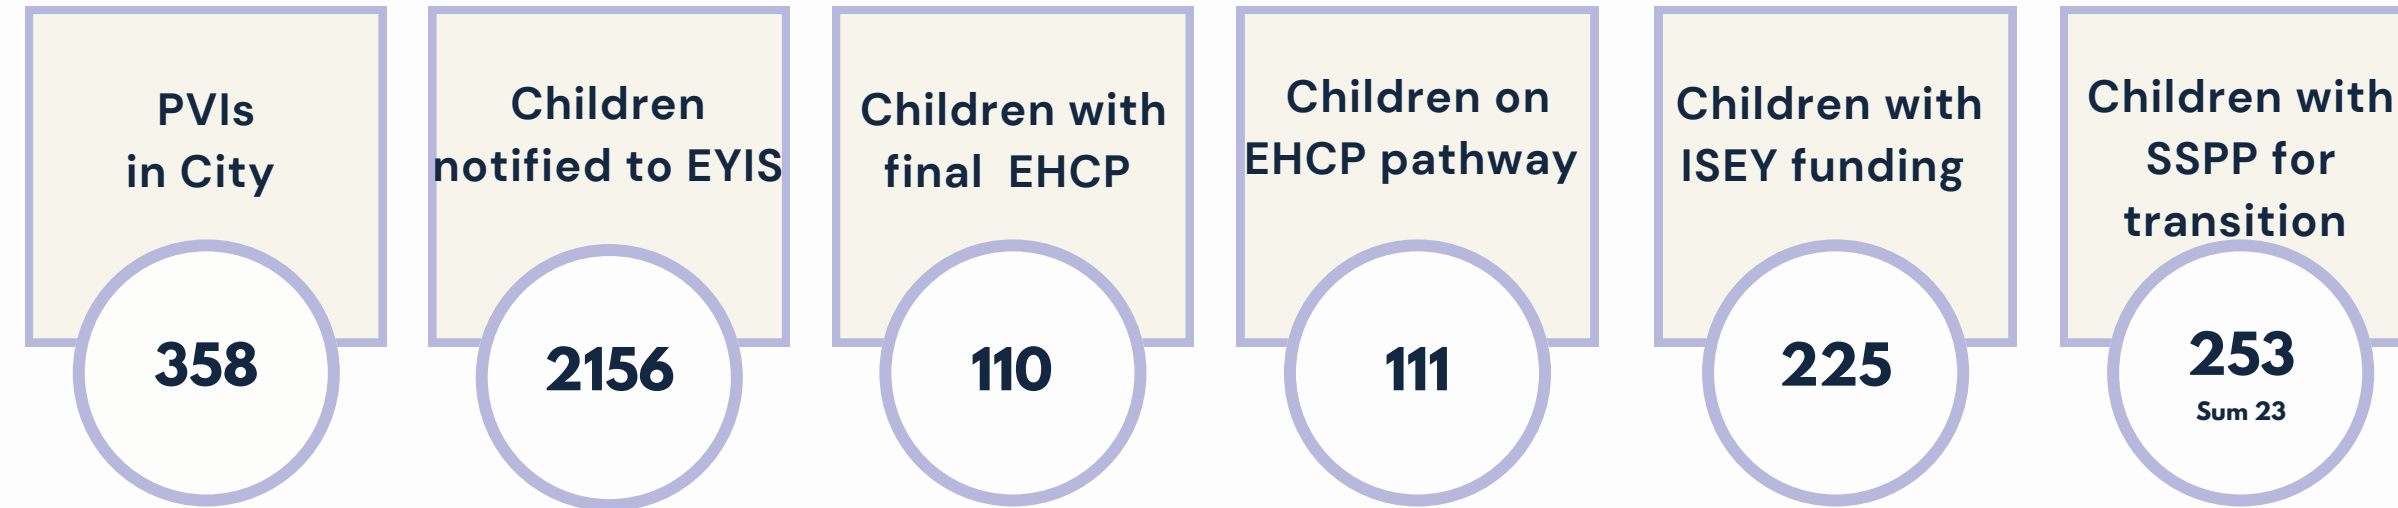 PVIs
in City
358
Children
notified to EYIS
2156
Children with
final EHCP
110
Children on
EHCP pathway
111
Children with
ISEY funding
225
Children with
SSPP for
transition
253
Sum 23